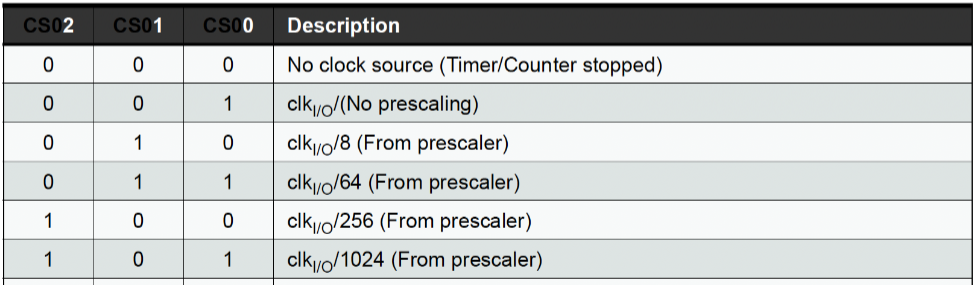 CS02 CS01 CS00 Description
0 0 0 No clock source (Timer/Counter stopped)
0 0 1 clkI/O/(No prescaling)
0 1 0 clkI/O/8 (From prescaler)
0 1 1 clkI/O/64 (From prescaler)
1 0 0 clkI/O/256 (From prescaler)
1 0 1 clkI/O/1024 (From prescaler)